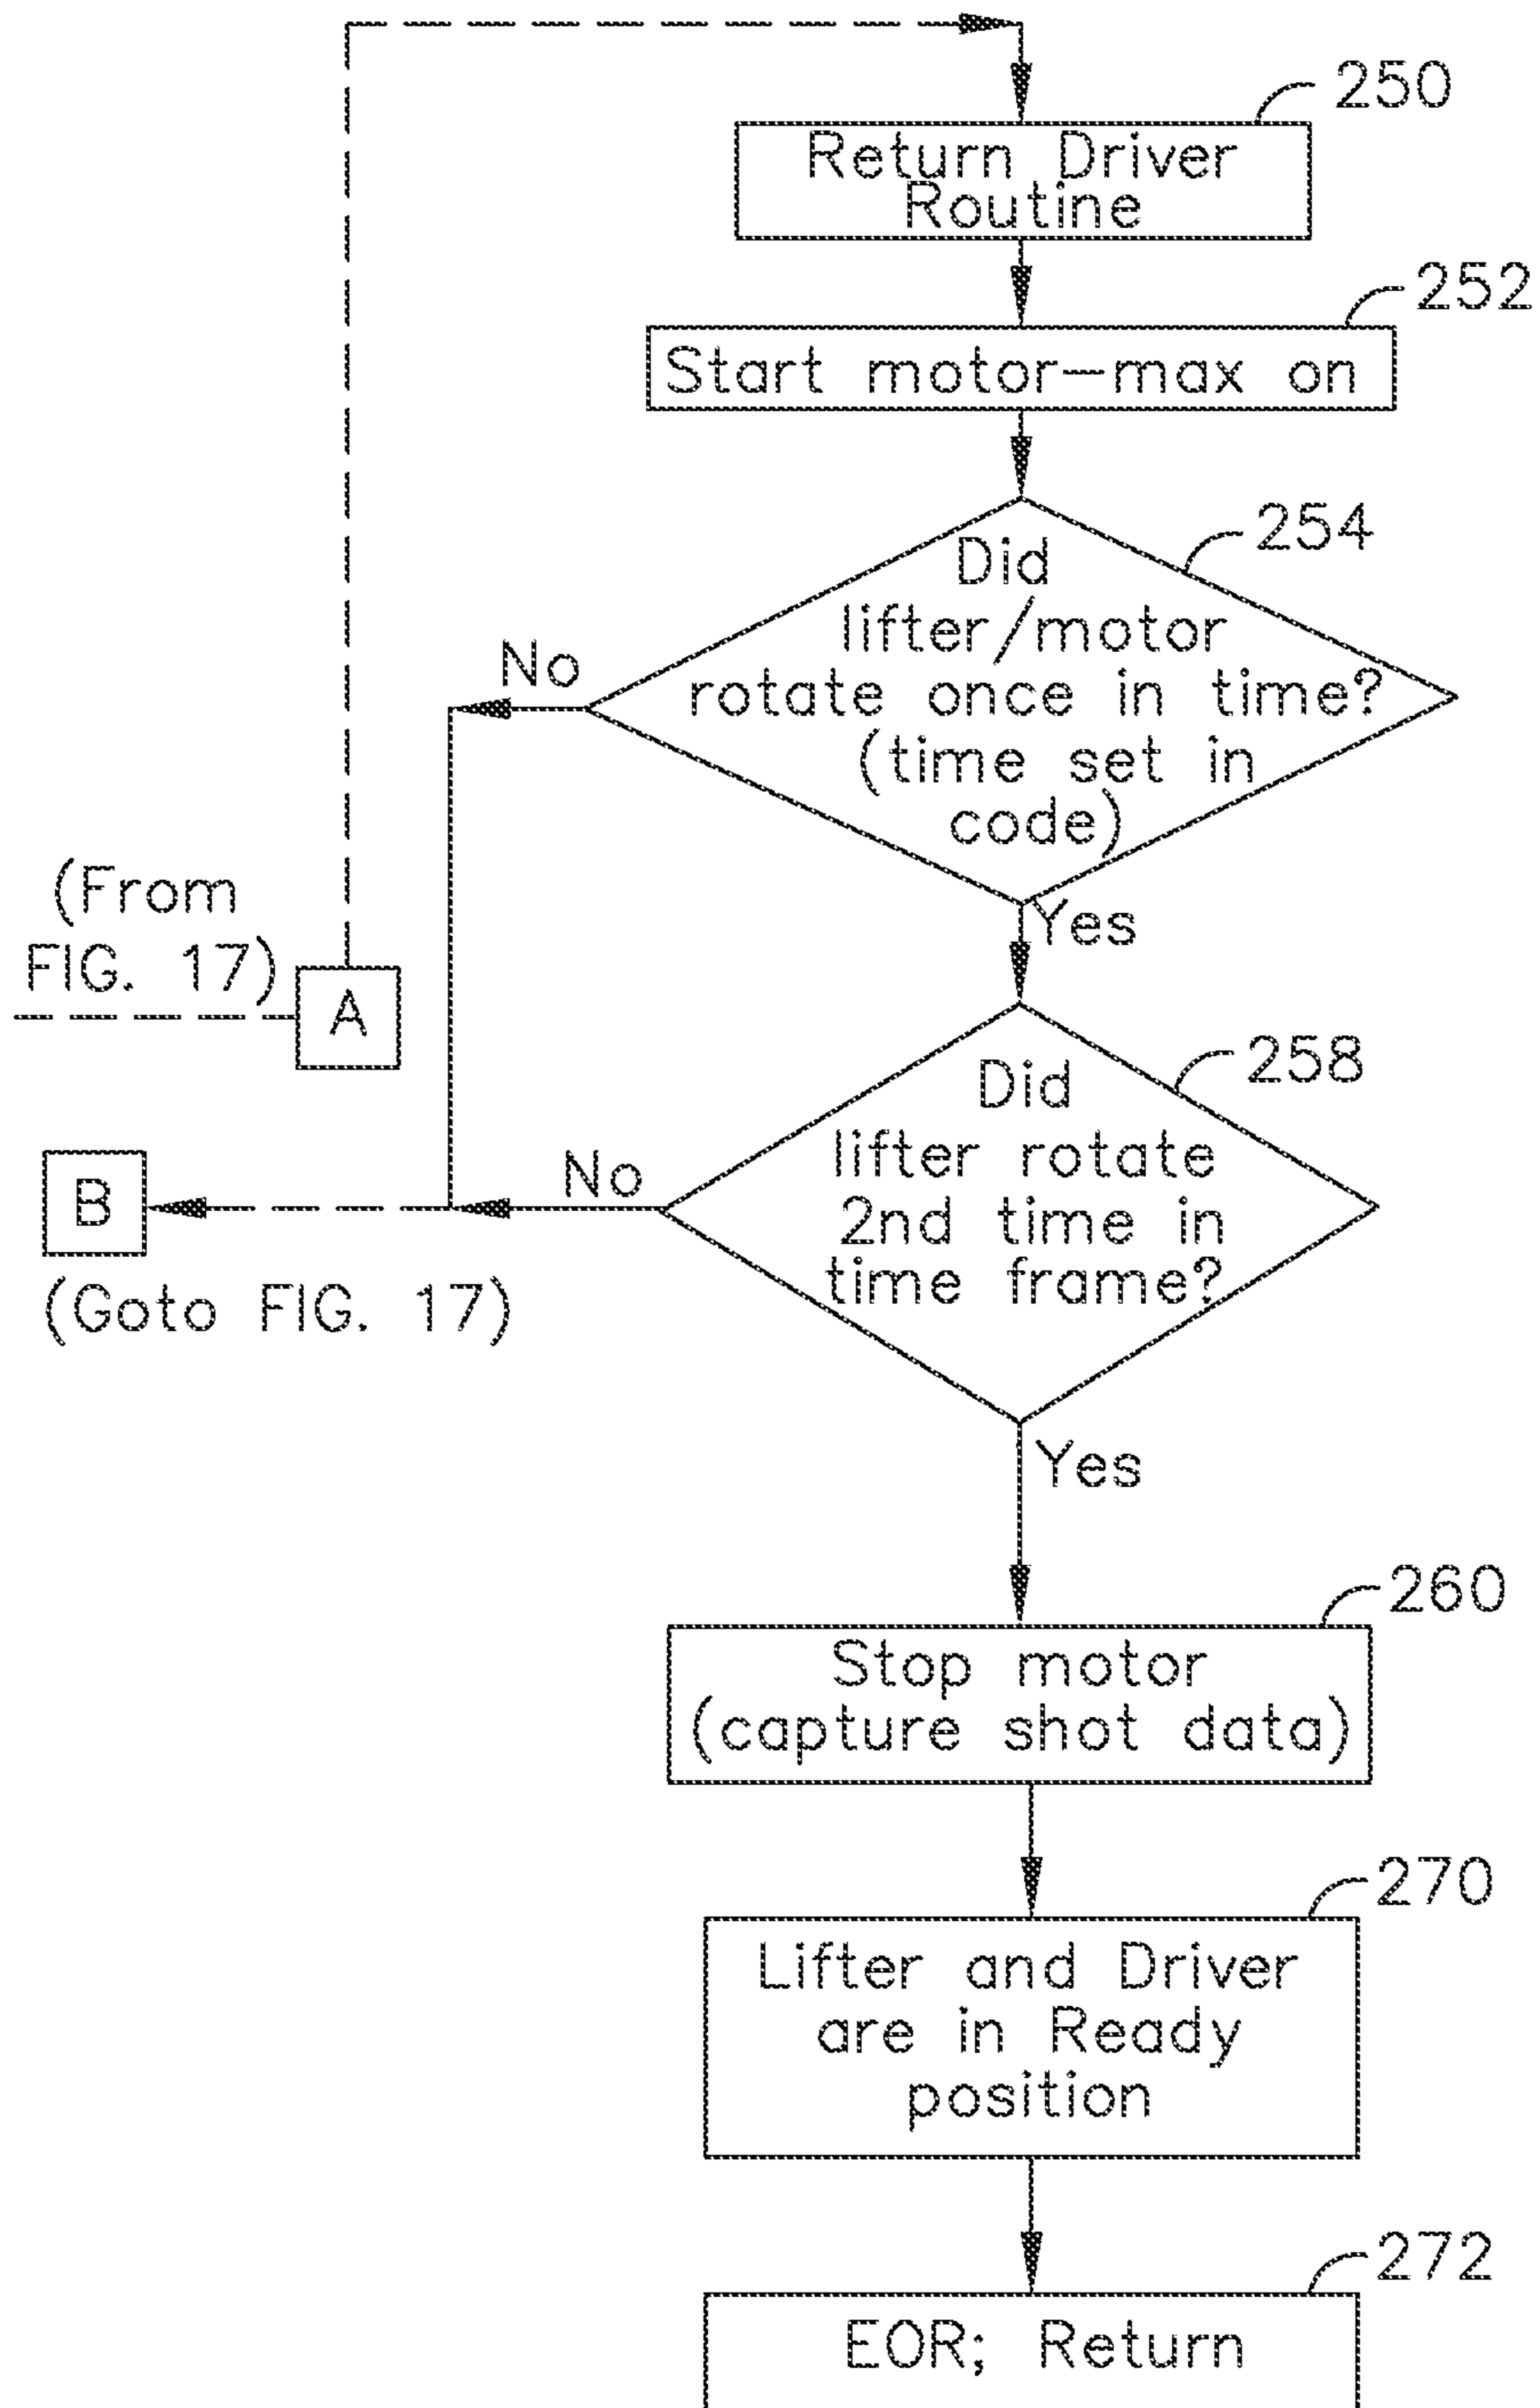 250
Return Driver
Routine
252
Start motor-max on
254
Did
lifter/motor
rotate once in time?
(time set in
code)
No
Yes
(From
FIG. 17)
A
258
Did
lifter rotate
2nd time in
time frame?
No
B
(Goto FIG. 17)
Yes
260
Stop motor
(capture shot data)
270
Lifter and Driver
are in Ready
position
272
EOR; Return